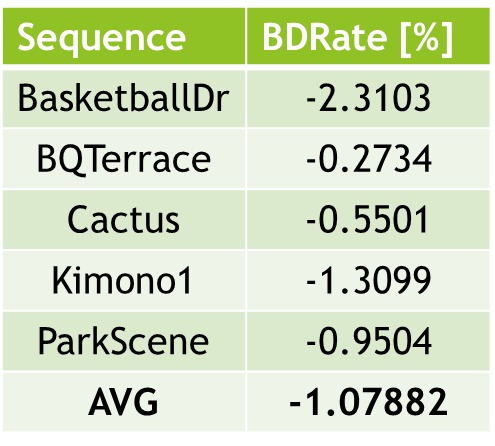 Sequence BDRate [%]
BasketballDr -2.3103
BQTerrace -0.2734
Cactus -0.5501
Kimono1 -1.3099
ParkScene -0.9504
AVG -1.07882